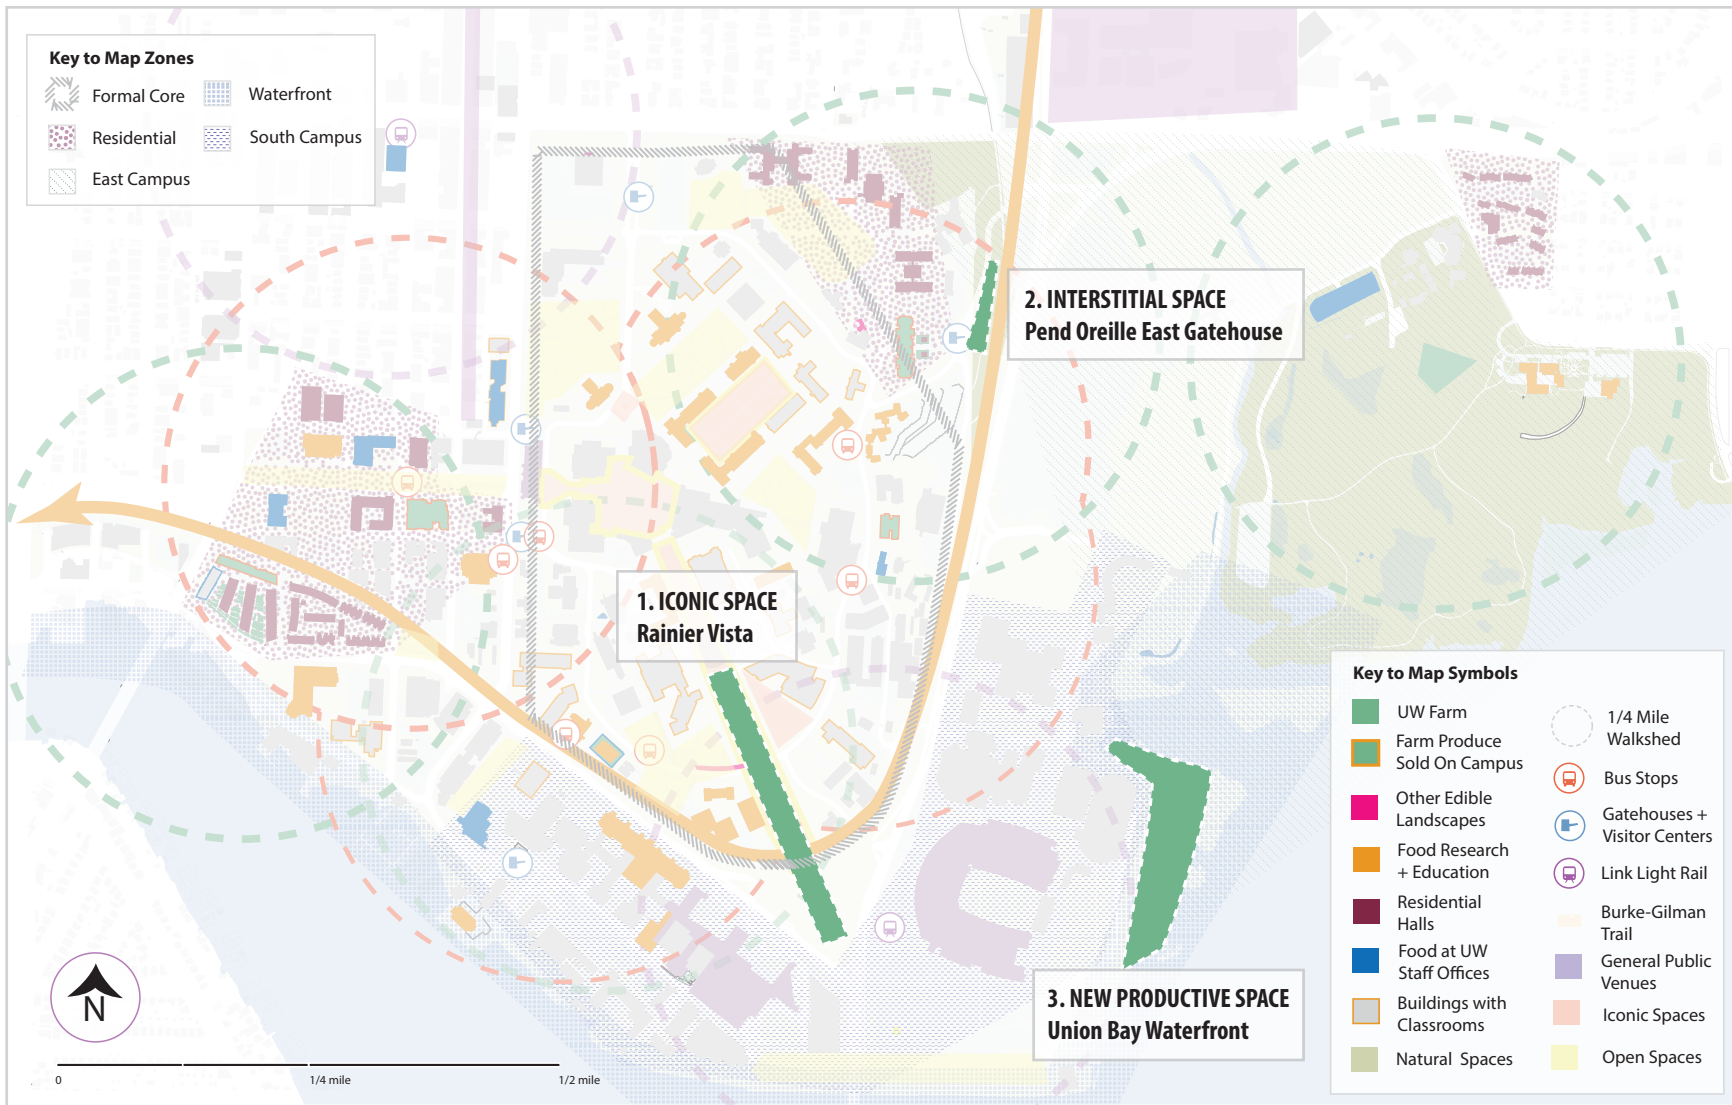 Key to Map Zones
Formal Core
Waterfront
Residential
South Campus
East Campus
2. INTERSTITIAL SPACE
Pend Oreille East Gatehouse
1. ICONIC SPACE
Rainier Vista
3. NEW PRODUCTIVE SPACE
Union Bay Waterfront
Key to Map Symbols
UW Farm
Farm Produce
Sold On Campus
Other Edible
Landscapes
Food Research
+ Education
Residential
Halls
Food at UW
Staff Offices
Buildings with
Classrooms
Natural Spaces
1/4 Mile
Walkshed
Bus Stops
Gatehouses +
Visitor Centers
Link Light Rail
Burke-Gilman
Trail
General Public
Venues
Iconic Spaces
Open Spaces
N
0
1/4 mile
1/2 mile